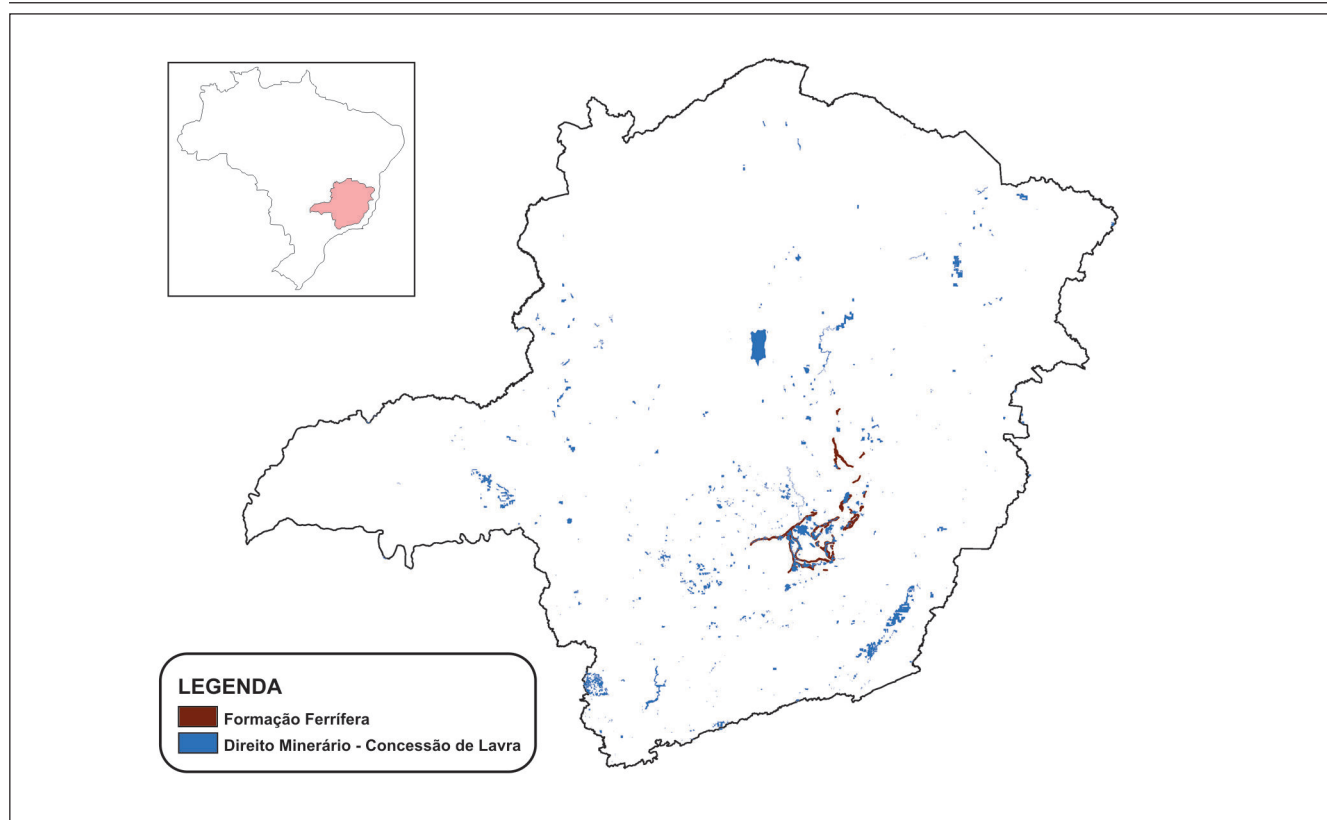 LEGENDA
Formação Ferrífera
Direito Minerário - Concessão de Lavra